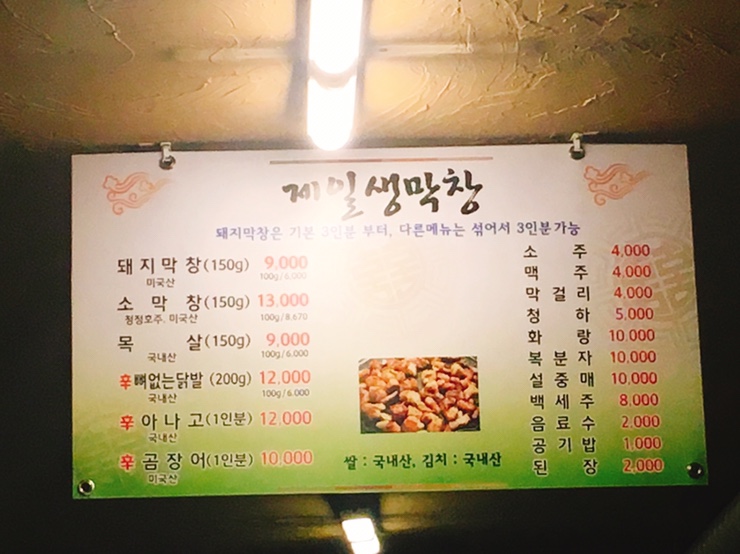 제일생막창
돼지막창은 기본 3인분 부터, 다른메뉴는 섞어서 3인분가능
돼지막창(150g) 9,000
미국산 100g/6,000
소막창(150g) 13,000
청정호주, 미국산 100g/8,670
목살(150g) 9,000
국내산 100g/6,000
辛뼈없는닭발 (200g) 12,000
국내산 100g/6,000
辛아나고(1인분) 12,000
국내산
辛곰장어(1인분) 10,000
미국산
쌀 : 국내산, 김치 : 국내산
소주 4,000
맥주 4,000
막걸리 4,000
청하 5,000
화랑 10,000
복분자 10,000
설중매 10,000
백세주 8,000
음료수 2,000
공기밥 1,000
된장 2,000